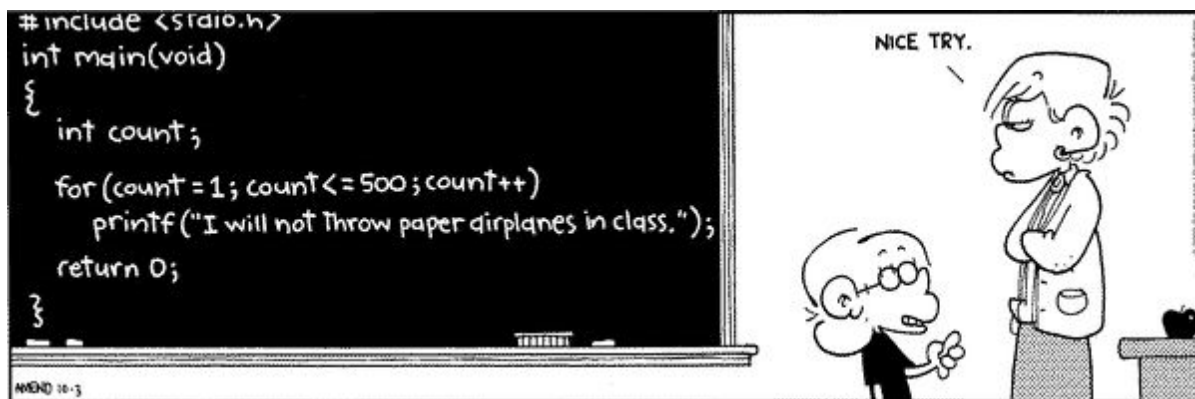 #include <stdio.h>
int main(void)
{
int count;
for (count = 1; count <= 500; count++)
printf ("I will not throw paper airplanes in class.");
return 0;
}
AMEND 10-3
NICE TRY.